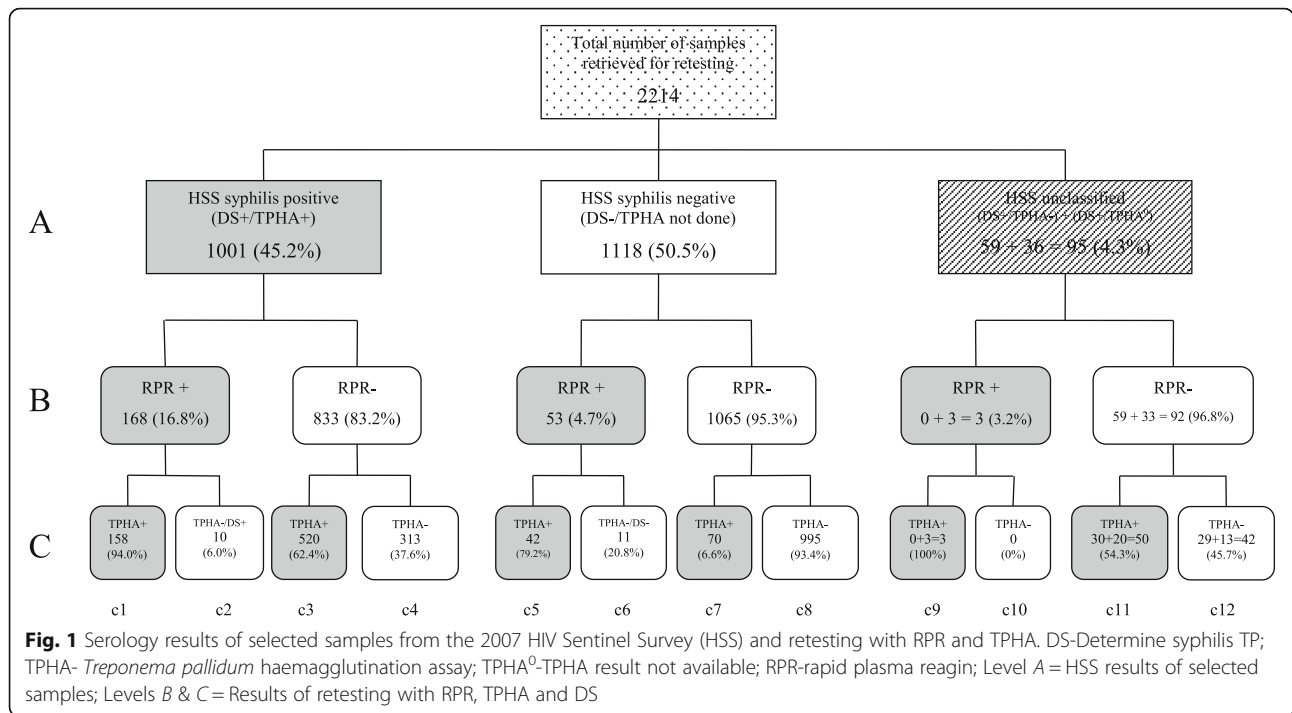 Total number of samples
retrieved for retesting
2214
A
HSS syphilis positive
(DS+/TPHA+)
1001 (45.2%)
HSS syphilis negative
(DS-/TPHA not done)
1118 (50.5%)
HSS unclassified
(DS+/TPHA-) + (DS+/TPHA⁰)
59 + 36 = 95 (4.3%)
B
RPR +
168 (16.8%)
RPR-
833 (83.2%)
RPR +
53 (4.7%)
RPR-
1065 (95.3%)
RPR +
0 + 3 = 3 (3.2%)
RPR-
59 + 33 = 92 (96.8%)
C
TPHA+
158
(94.0%)
TPHA-/DS+
10
(6.0%)
TPHA+
520
(62.4%)
TPHA-
313
(37.6%)
TPHA+
42
(79.2%)
TPHA-/DS-
11
(20.8%)
TPHA+
70
(6.6%)
TPHA-
995
(93.4%)
TPHA+
0+3=3
(100%)
TPHA-
0
(0%)
TPHA+
30+20=50
(54.3%)
TPHA-
29+13=42
(45.7%)
c1 c2 c3 c4 c5 c6 c7 c8 c9 c10 c11 c12
Fig. 1 Serology results of selected samples from the 2007 HIV Sentinel Survey (HSS) and retesting with RPR and TPHA. DS-Determine syphilis TP;
TPHA- Treponema pallidum haemagglutination assay; TPHA⁰-TPHA result not available; RPR-rapid plasma reagin; Level A = HSS results of selected
samples; Levels B & C = Results of retesting with RPR, TPHA and DS